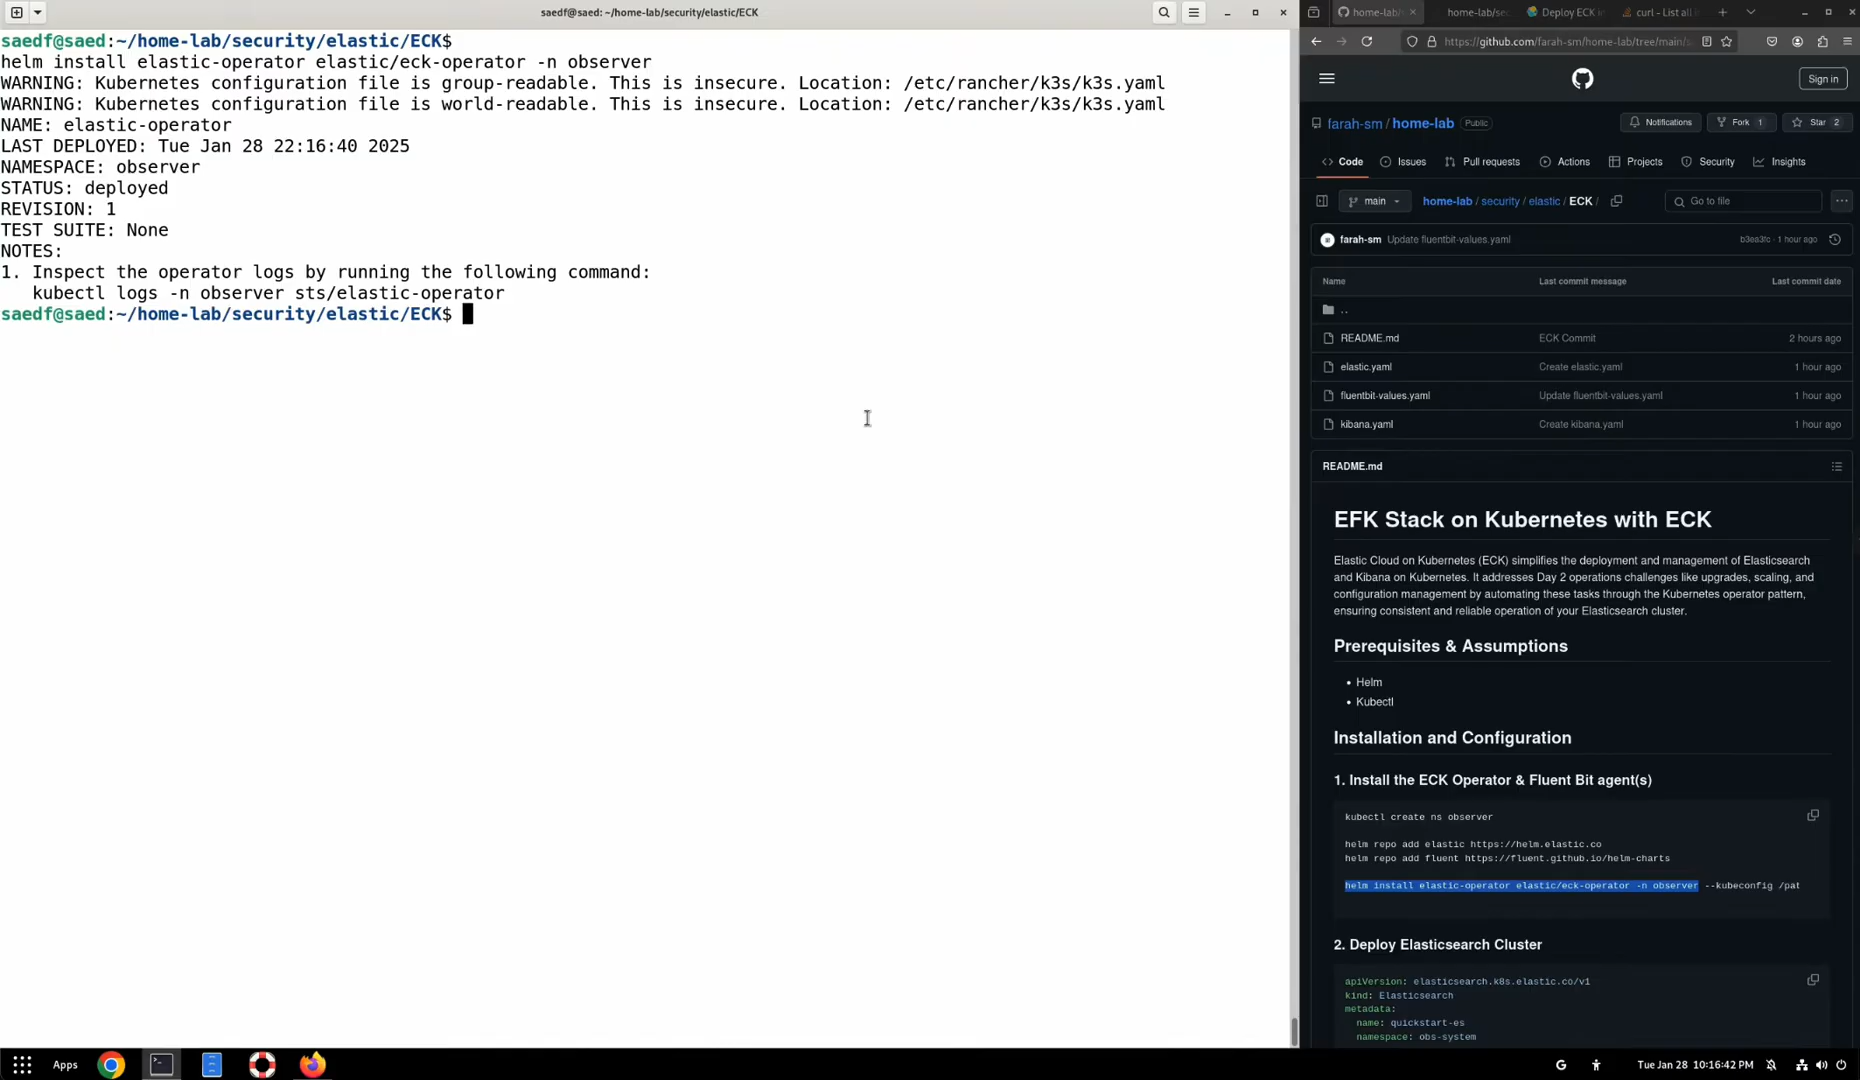 saedf@saed: ~/home-lab/security/elastic/ECK
saedf@saed:~/home-lab/security/elastic/ECK$
helm install elastic-operator elastic/eck-operator -n observer
WARNING: Kubernetes configuration file is group-readable. This is insecure. Location: /etc/rancher/k3s/k3s.yaml
WARNING: Kubernetes configuration file is world-readable. This is insecure. Location: /etc/rancher/k3s/k3s.yaml
NAME: elastic-operator
LAST DEPLOYED: Tue Jan 28 22:16:40 2025
NAMESPACE: observer
STATUS: deployed
REVISION: 1
TEST SUITE: None
NOTES:
1. Inspect the operator logs by running the following command:
   kubectl logs -n observer sts/elastic-operator
saedf@saed:~/home-lab/security/elastic/ECK$
home-lab/ home-lab/sec Deploy ECK in curl - List all
https://github.com/farah-sm/home-lab/tree/main/s
Sign in
farah-sm / home-lab Public Notifications Fork 1 Star 2
Code Issues Pull requests Actions Projects Security Insights
main home-lab / security / elastic / ECK / Go to file
farah-sm Update fluentbit-values.yaml b3ea3fc · 1 hour ago
Name Last commit message Last commit date
..
README.md ECK Commit 2 hours ago
elastic.yaml Create elastic.yaml 1 hour ago
fluentbit-values.yaml Update fluentbit-values.yaml 1 hour ago
kibana.yaml Create kibana.yaml 1 hour ago
README.md
EFK Stack on Kubernetes with ECK
Elastic Cloud on Kubernetes (ECK) simplifies the deployment and management of Elasticsearch
and Kibana on Kubernetes. It addresses Day 2 operations challenges like upgrades, scaling, and
configuration management by automating these tasks through the Kubernetes operator pattern,
ensuring consistent and reliable operation of your Elasticsearch cluster.
Prerequisites & Assumptions
• Helm
• Kubectl
Installation and Configuration
1. Install the ECK Operator & Fluent Bit agent(s)
kubectl create ns observer
helm repo add elastic https://helm.elastic.co
helm repo add fluent https://fluent.github.io/helm-charts
helm install elastic-operator elastic/eck-operator -n observer --kubeconfig /pat
2. Deploy Elasticsearch Cluster
apiVersion: elasticsearch.k8s.elastic.co/v1
kind: Elasticsearch
metadata:
  name: quickstart-es
  namespace: obs-system
Apps
Tue Jan 28 10:16:42 PM